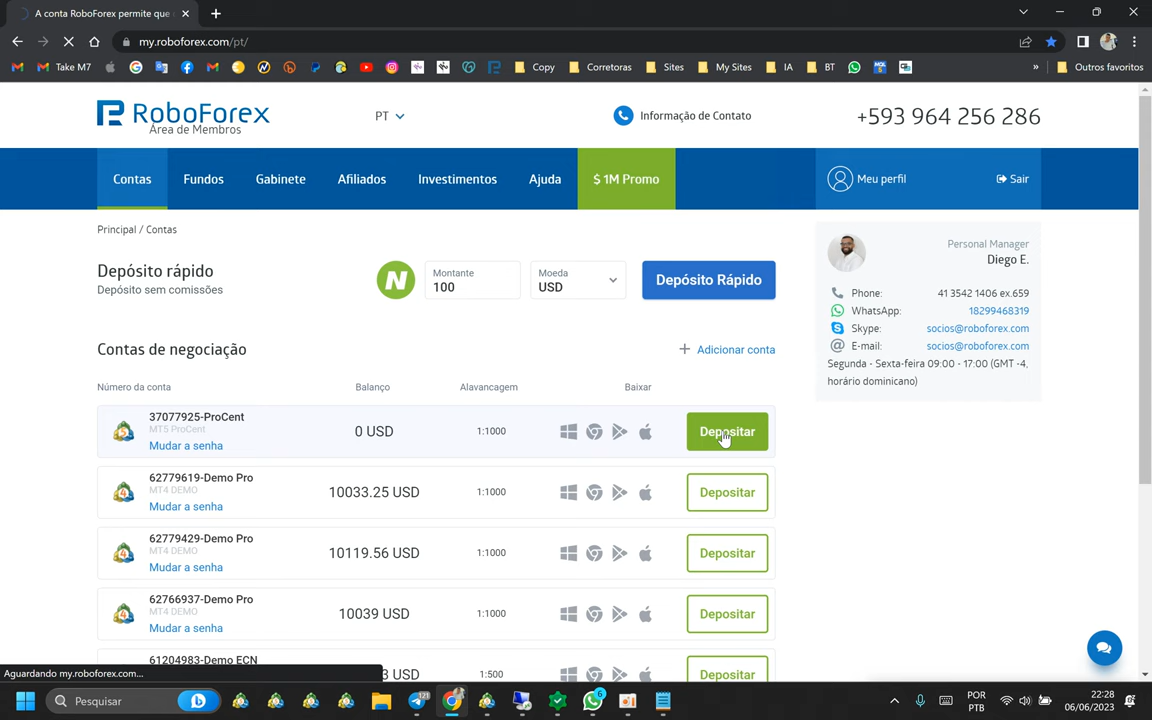 A conta RoboForex permite que
my.roboforex.com/pt/
Take M7
Copy
Corretoras
Sites
My Sites
IA
BT
»
Outros favoritos
RoboForex
Área de Membros
PT
Informação de Contato
+593 964 256 286
Contas
Fundos
Gabinete
Afiliados
Investimentos
Ajuda
$ 1M Promo
Meu perfil
Sair
Principal / Contas
Depósito rápido
Depósito sem comissões
N
Montante
100
Moeda
USD
Depósito Rápido
Personal Manager
Diego E.
Phone: 41 3542 1406 ex.659
WhatsApp: 18299468319
Skype: socios@roboforex.com
E-mail: socios@roboforex.com
Segunda - Sexta-feira 09:00 - 17:00 (GMT -4,
horário dominicano)
Contas de negociação
+ Adicionar conta
Número da conta Balanço Alavancagem Baixar
37077925-ProCent
MT5 ProCent
Mudar a senha
0 USD
1:1000
Depositar
62779619-Demo Pro
MT4 DEMO
Mudar a senha
10033.25 USD
1:1000
Depositar
62779429-Demo Pro
MT4 DEMO
Mudar a senha
10119.56 USD
1:1000
Depositar
62766937-Demo Pro
MT4 DEMO
Mudar a senha
10039 USD
1:1000
Depositar
61204983-Demo ECN
3 USD
1:500
Depositar
Aguardando my.roboforex.com...
Pesquisar
POR
PTB
22:28
06/06/2023